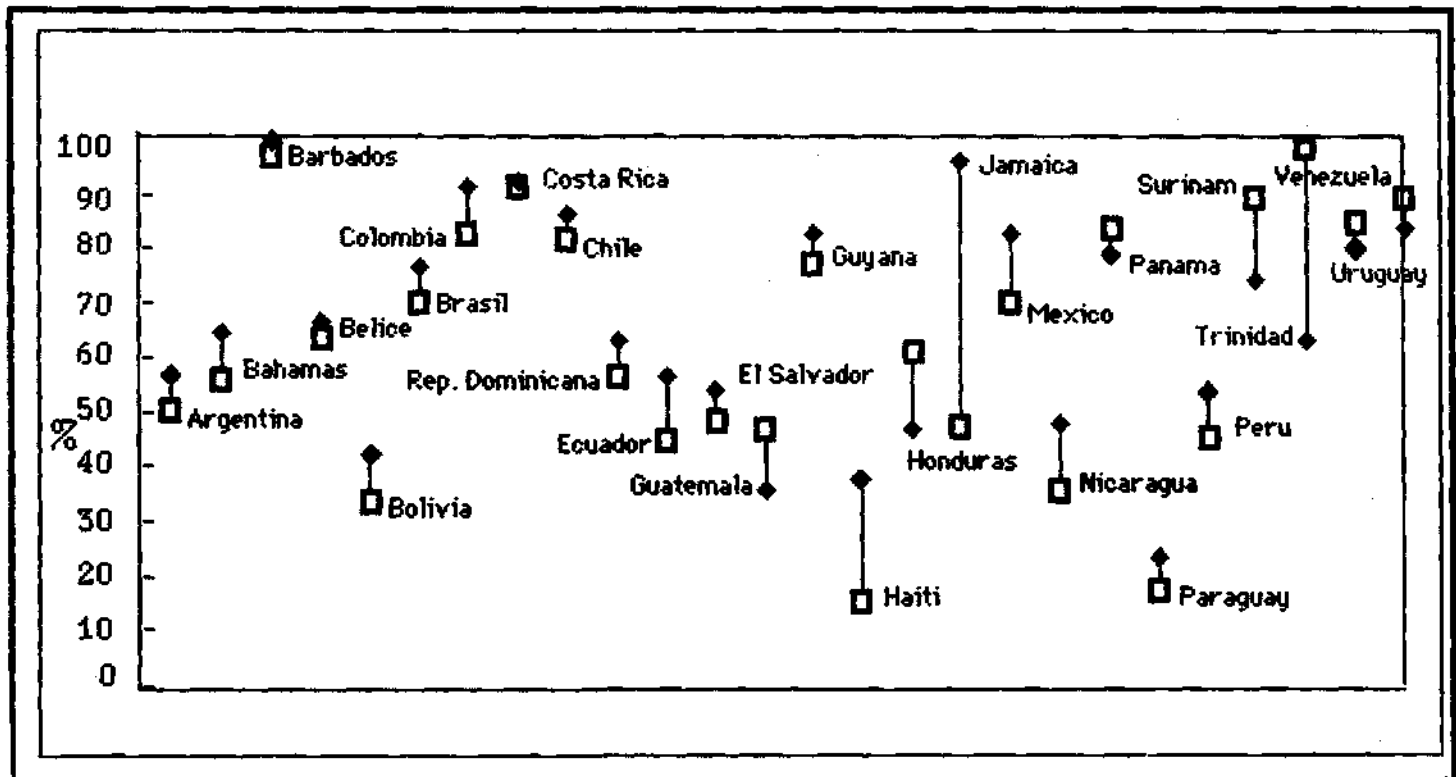 100
90
80
70
60
50
%
40
30
20
10
0
Barbados
Costa Rica
Jamaica
Surinam
Venezuela
Colombia
Chile
Guyana
Panama
Uruguay
Brasil
Mexico
Belice
Trinidad
Bahamas
Rep. Dominicana
El Salvador
Argentina
Ecuador
Peru
Honduras
Guatemala
Nicaragua
Bolivia
Haiti
Paraguay